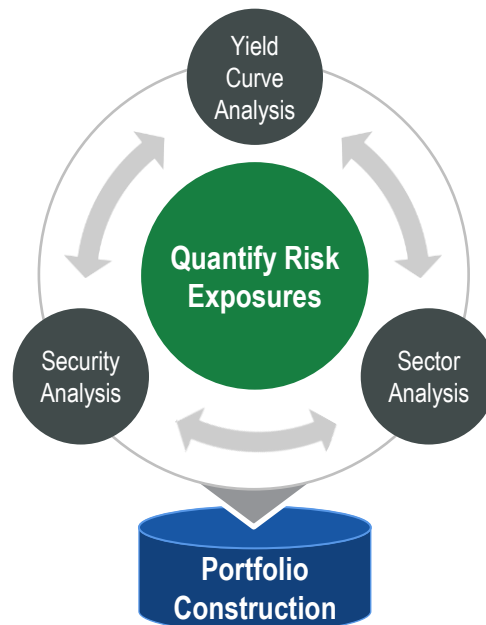 Yield
Curve
Analysis
Quantify Risk
Exposures
Security
Analysis
Sector
Analysis
Portfolio
Construction